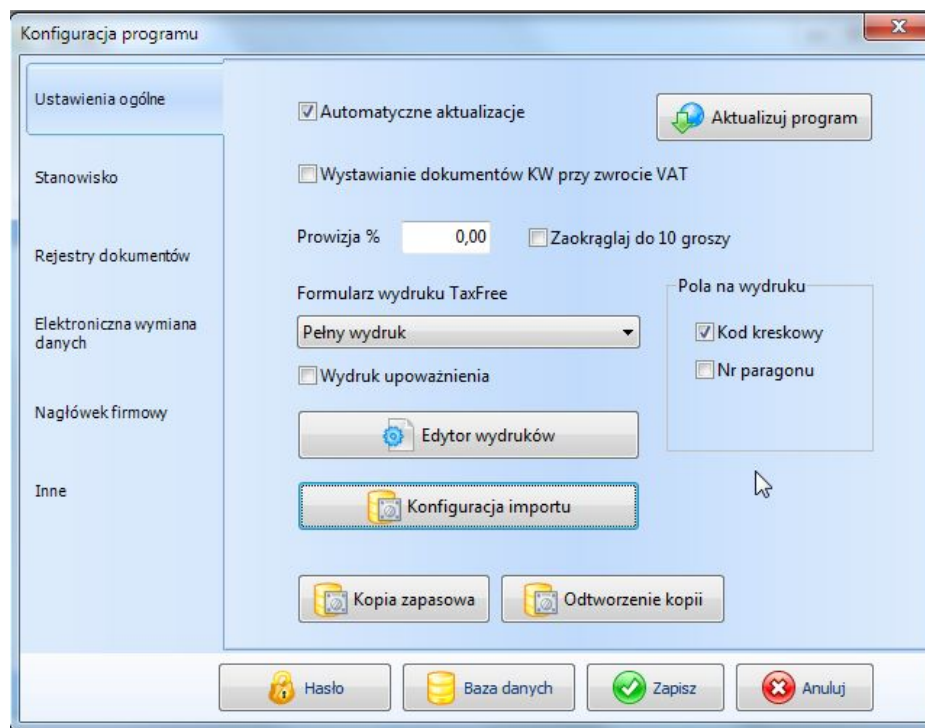 Konfiguracja programu
Ustawienia ogólne
Stanowisko
Rejestry dokumentów
Elektroniczna wymiana
danych
Nagłówek firmowy
Inne
Automatyczne aktualizacje
Aktualizuj program
Wystawianie dokumentów KW przy zwrocie VAT
Prowizja %
0,00
Zaokrąglaj do 10 groszy
Formularz wydruku TaxFree
Pełny wydruk
Wydruk upoważnienia
Pola na wydruku
Kod kreskowy
Nr paragonu
Edytor wydruków
Konfiguracja importu
Kopia zapasowa
Odtworzenie kopii
Hasło
Baza danych
Zapisz
Anuluj